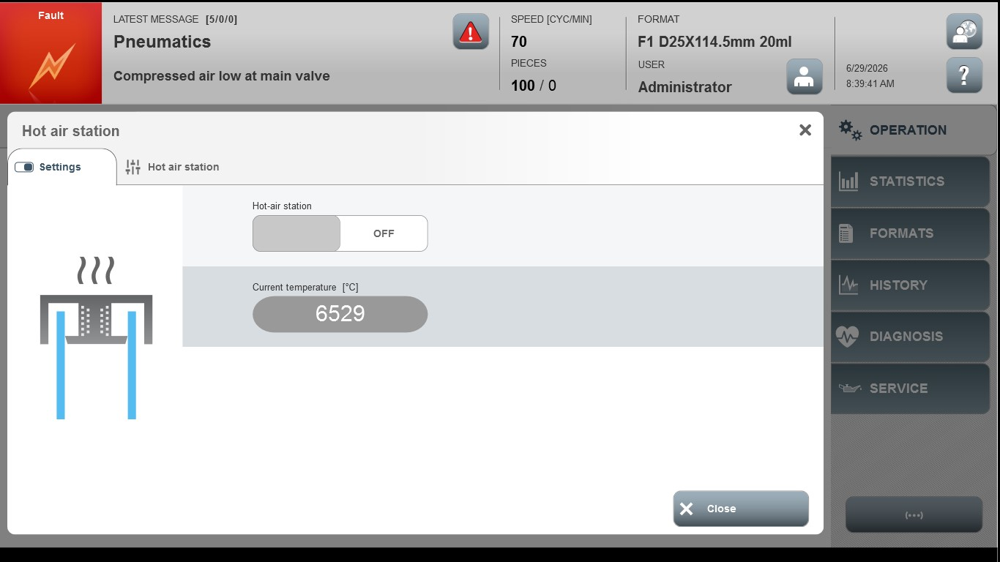 Fault
LATEST MESSAGE [5/0/0]
Pneumatics
Compressed air low at main valve
SPEED [CYC/MIN]
70
PIECES
100 / 0
FORMAT
F1 D25X114.5mm 20ml
USER
Administrator
6/29/2026
8:39:41 AM
?
Hot air station
Settings
Hot air station
Hot-air station
OFF
Current temperature [°C]
6529
Close
OPERATION
STATISTICS
FORMATS
HISTORY
DIAGNOSIS
SERVICE
(•••)